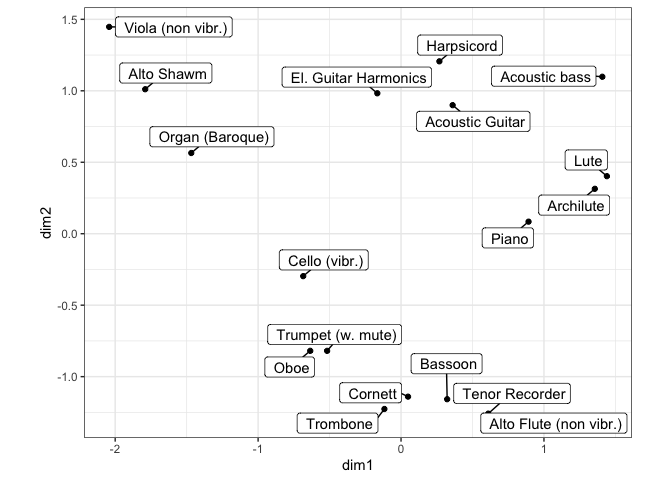 1.5
Viola (non vibr.)
Harpsicord
Alto Shawm
El. Guitar Harmonics
Acoustic bass
1.0
Acoustic Guitar
Organ (Baroque)
0.5
Lute
Archilute
Piano
0.0
dim2
Cello (vibr.)
-0.5
Trumpet (w. mute)
Oboe
Bassoon
-1.0
Cornett
Tenor Recorder
Trombone
Alto Flute (non vibr.)
-2
-1
0
1
dim1